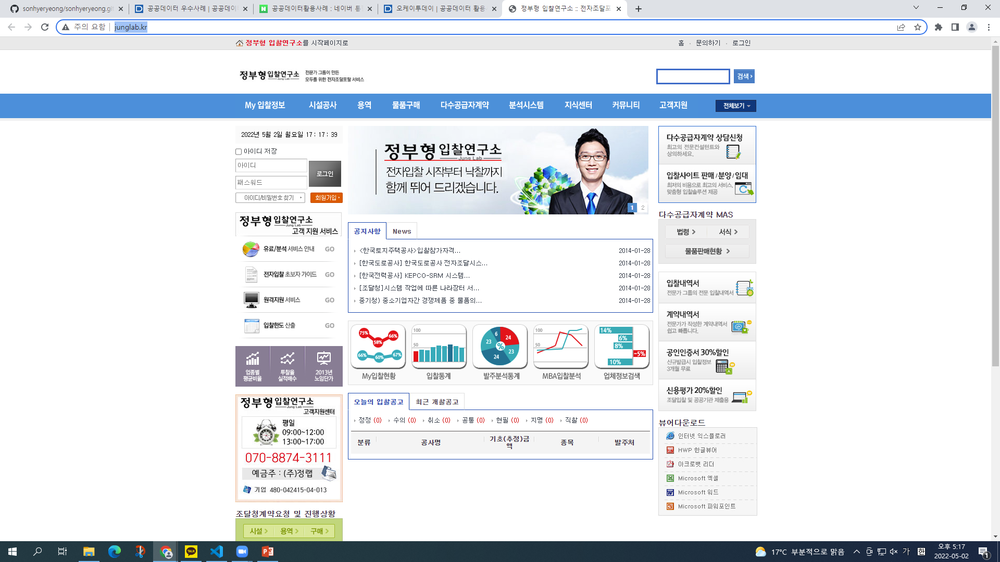 sonhyeryeong/sonhyeryeong.git
공공데이터 우수사례 | 공공데이
공공데이터활용사례 : 네이버 통
오케이투데이 | 공공데이터 활용
정부형 입찰연구소 :: 전자조달포
주의 요함
junglab.kr
정부형 입찰연구소를 시작페이지로
홈 · 문의하기 · 로그인
정부형입찰연구소
Jung Lab
전문가 그룹이 만든
모두를 위한 전자조달포탈 서비스
검색
My 입찰정보 시설공사 용역 물품구매 다수공급자계약 분석시스템 지식센터 커뮤니티 고객지원 전체보기
2022년 5월 2일 월요일 17 : 17 : 39
아이디 저장
아이디
패스워드
로그인
아이디/비밀번호 찾기
회원가입
정부형 입찰연구소
Jung Lab
고객 지원 서비스
유료/분석 서비스 안내 GO
전자입찰 초보자 가이드 GO
원격지원 서비스 GO
입찰한도 산출 GO
업종별
평균비율
투찰율
실적배수
2013년
노임단가
정부형 입찰연구소
Jung Lab
고객지원센터
평일
09:00~12:00
13:00~17:00
070-8874-3111
예금주 : (주)정랩
기업 480-042415-04-013
조달청계약요청 및 진행상황
시설 용역 구매
정부형 입찰연구소
Jung Lab
전자입찰 시작부터 낙찰까지
함께 뛰어 드리겠습니다.
1 2
공지사항 News
<한국토지주택공사>입찰참가자격... 2014-01-28
[한국도로공사] 한국도로공사 전자조달시스... 2014-01-28
[한국전력공사] KEPCO-SRM 시스템... 2014-01-28
[조달청]시스템 작업에 따른 나라장터 서... 2014-01-28
중기청) 중소기업자간 경쟁제품 중 물품의... 2014-01-28
75% 58% 66%
66% 60% 67%
My입찰현황
100
50
입찰통계
6 24 23 24 23 %
발주분석통계
100
50
MBA입찰분석
14%
6%
8%
-5%
10%
업체정보검색
오늘의 입찰공고 최근 개찰공고
정정 (0) 수의 (0) 취소 (0) 공통 (0) 현필 (0) 지명 (0) 직찰 (0)
분류 공사명 기초(추정)금액 종목 발주처
다수공급자계약 상담신청
최고의 전문컨설턴트와
상의하세요.
입찰사이트 판매/분양/임대
최저의 비용으로 최고의 서비스,
맞춤형 입찰솔루션 제공
다수공급자계약 MAS
법령 서식
물품판매현황
입찰내역서
전문가 그룹의 전문 입찰내역서
계약내역서
전문가가 작성한 계약내역서
쉽고 빠릅니다.
공인인증서 30%할인
신규발급시 입찰정보
3개월 무료
신용평가 20%할인
조달입찰 및 공공기관 제출용
뷰어다운로드
인터넷 익스플로러
HWP 한글뷰어
아크로뱃 리더
Microsoft 엑셀
Microsoft 워드
Microsoft 파워포인트
TALK
17°C 부분적으로 맑음
가
한
오후 5:17
2022-05-02
1